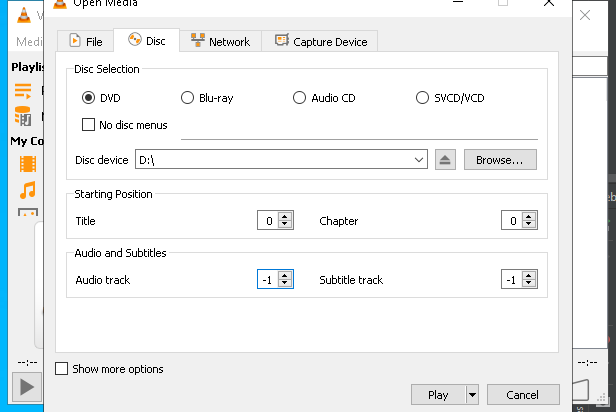 Open Media
Medi
File
Disc
Network
Capture Device
Playlis
My Co
Disc Selection
DVD
Blu-ray
Audio CD
SVCD/VCD
No disc menus
Disc device
D:\
Browse...
Starting Position
Title
0
Chapter
0
Audio and Subtitles
Audio track
-1
Subtitle track
-1
--:--
Show more options
--:--
Play
Cancel